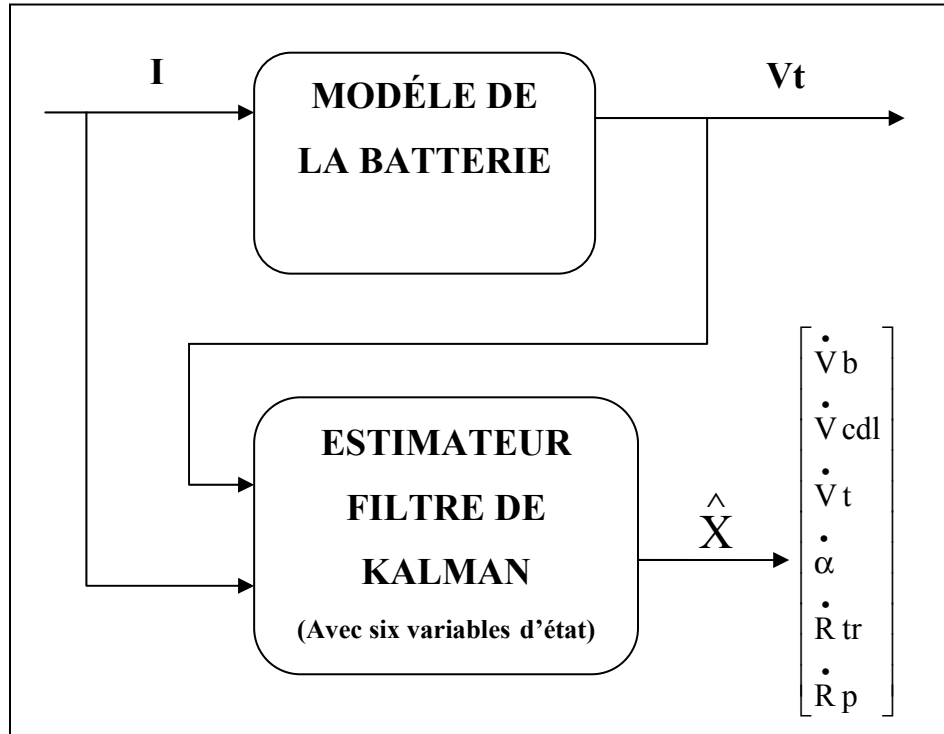 I
MODÉLE DE
LA BATTERIE
Vt
ESTIMATEUR
FILTRE DE
KALMAN
(Avec six variables d’état)
X̂
V̇b
V̇cdl
V̇t
α̇
Ṙtr
Ṙp